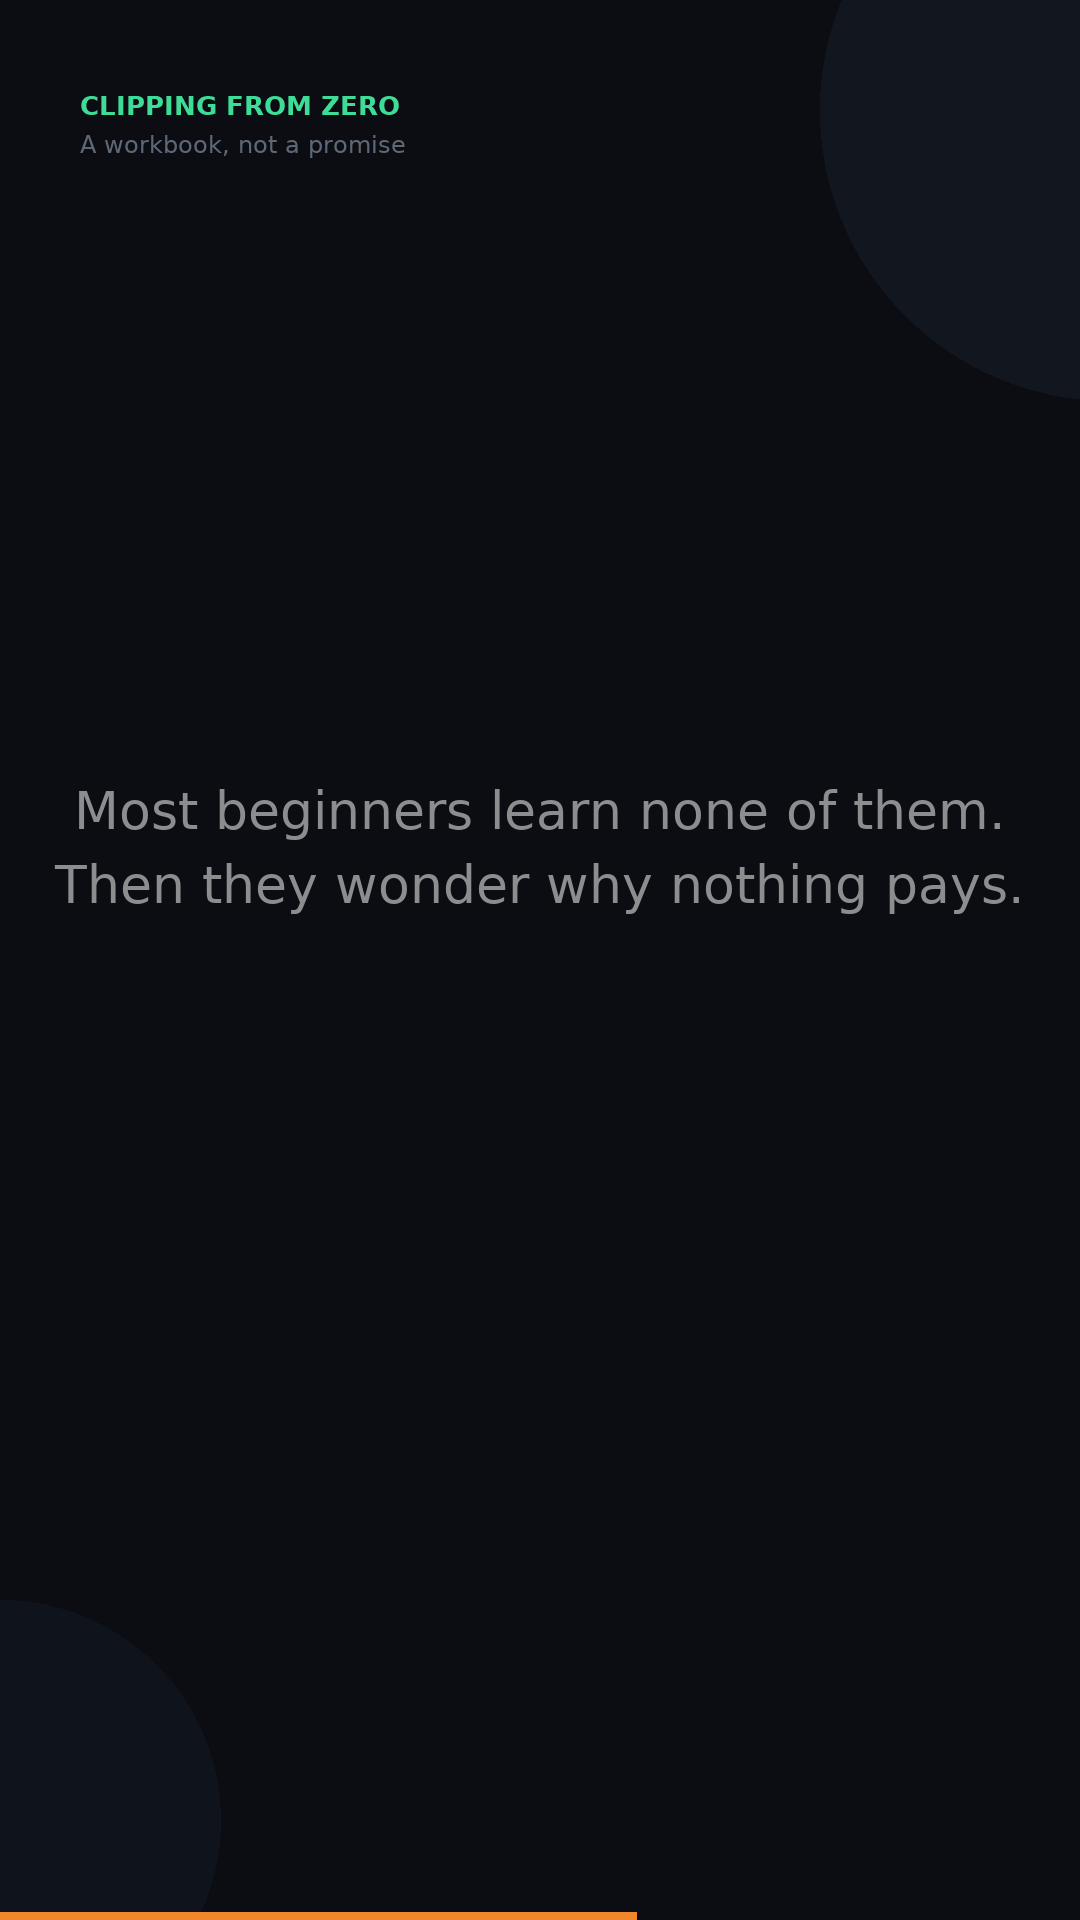 CLIPPING FROM ZERO
A workbook, not a promise
Most beginners learn none of them.
Then they wonder why nothing pays.